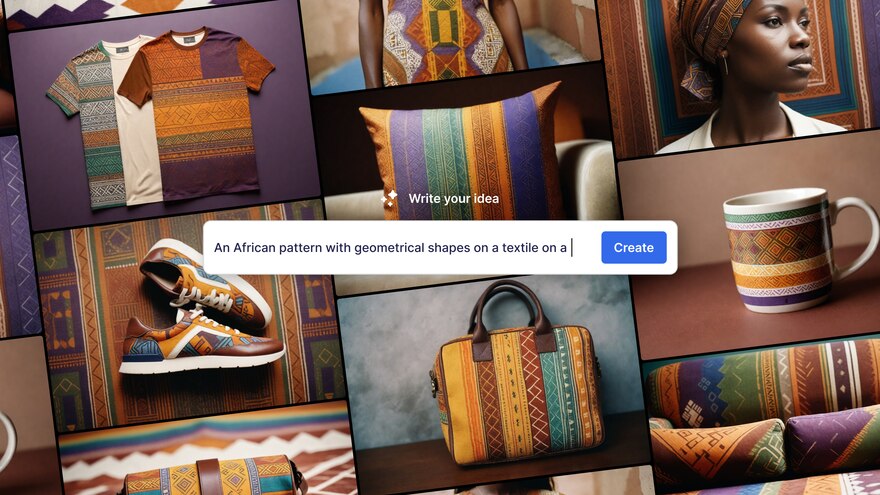 Write your idea
An African pattern with geometrical shapes on a textile on a
Create